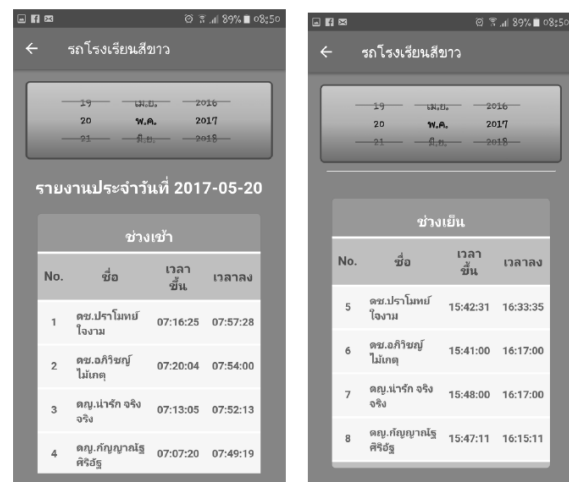 89% 08:50
รถโรงเรียนสีขาว
19 เม.ย. 2016
20 พ.ค. 2017
21 มิ.ย. 2018
รายงานประจำวันที่ 2017-05-20
ช่วงเช้า
No. ชื่อ เวลา
ขึ้น เวลาลง
1 ดช.ปราโมทย์
ใจงาม 07:16:25 07:57:28
2 ดช.อภิวิชญ์
ไม้เกตุ 07:20:04 07:54:00
3 ดญ.น่ารัก จริง
จริง 07:13:05 07:52:13
4 ดญ.กัญญาณัฐ
ศิริอัฐ 07:07:20 07:49:19
89% 08:50
รถโรงเรียนสีขาว
19 เม.ย. 2016
20 พ.ค. 2017
21 มิ.ย. 2018
ช่วงเย็น
No. ชื่อ เวลา
ขึ้น เวลาลง
5 ดช.ปราโมทย์
ใจงาม 15:42:31 16:33:35
6 ดช.อภิวิชญ์
ไม้เกตุ 15:41:00 16:17:00
7 ดญ.น่ารัก จริง
จริง 15:48:00 16:17:00
8 ดญ.กัญญาณัฐ
ศิริอัฐ 15:47:11 16:15:11